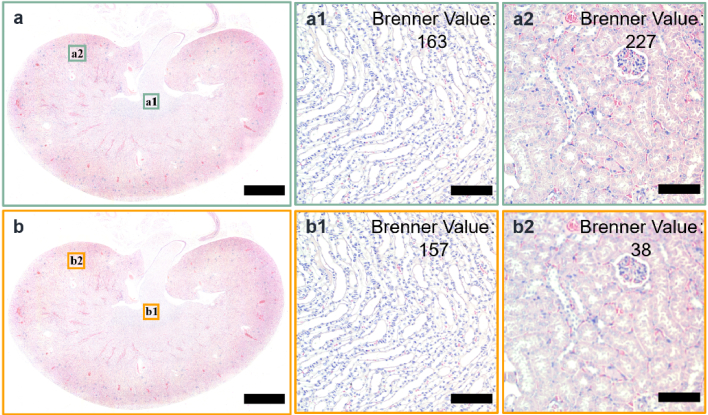 a
a2
a1
a1 Brenner Value:
163
a2 Brenner Value:
227
b
b2
b1
b1 Brenner Value:
157
b2 Brenner Value:
38